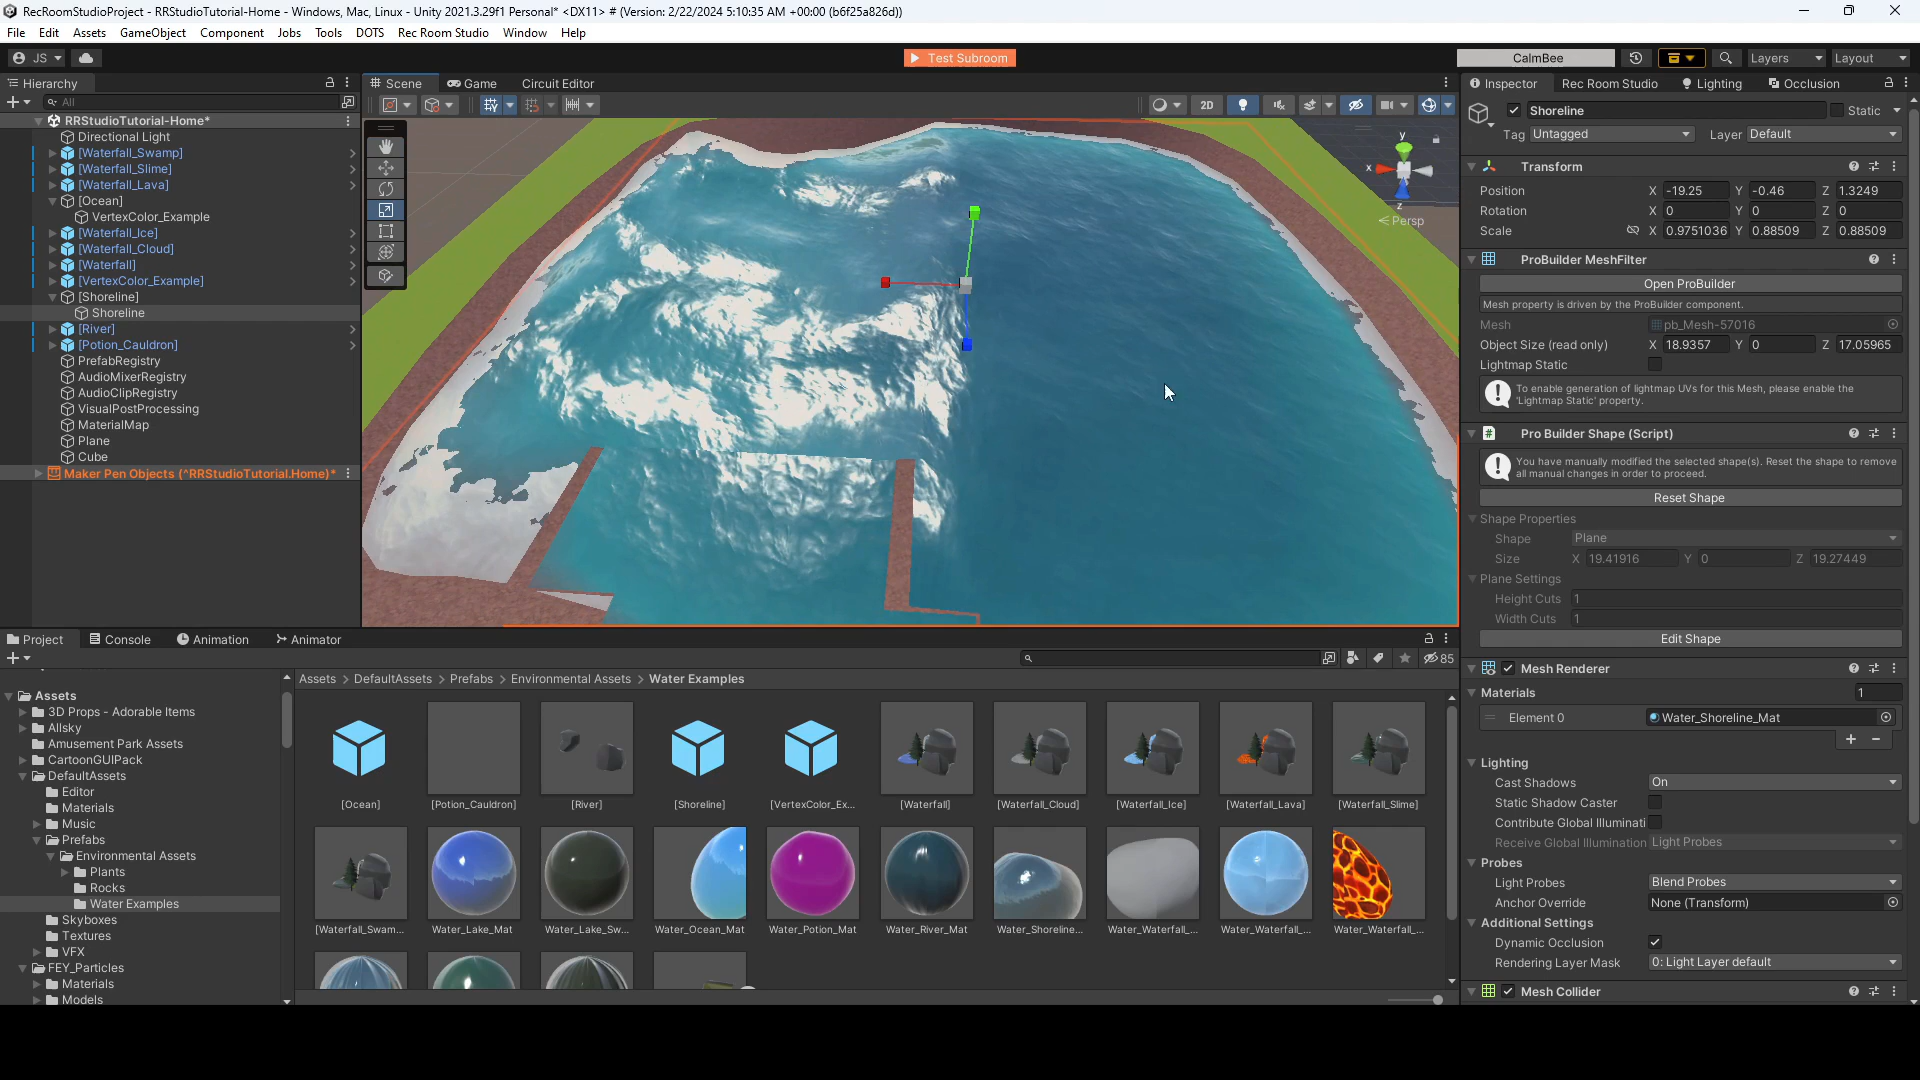 RecRoomStudioProject - RRStudioTutorial-Home - Windows, Mac, Linux - Unity 2021.3.29f1 Personal* <DX11> # (Version: 2/22/2024 5:10:35 AM +00:00 (b6f25a826d))
File Edit Assets GameObject Component Jobs Tools DOTS Rec Room Studio Window Help
JS Test Subroom CalmBee Layers Layout
Hierarchy
All
RRStudioTutorial-Home*
Directional Light
[Waterfall_Swamp]
[Waterfall_Slime]
[Waterfall_Lava]
[Ocean]
VertexColor_Example
[Waterfall_Ice]
[Waterfall_Cloud]
[Waterfall]
[VertexColor_Example]
[Shoreline]
Shoreline
[River]
[Potion_Cauldron]
PrefabRegistry
AudioMixerRegistry
AudioClipRegistry
VisualPostProcessing
MaterialMap
Plane
Cube
Maker Pen Objects (^RRStudioTutorial.Home)*
Scene Game Circuit Editor
2D
y
x
z
Persp
Inspector Rec Room Studio Lighting Occlusion
Shoreline Static
Tag Untagged Layer Default
Transform
Position X -19.25 Y -0.46 Z 1.3249
Rotation X 0 Y 0 Z 0
Scale X 0.9751036 Y 0.88509 Z 0.88509
ProBuilder MeshFilter
Open ProBuilder
Mesh property is driven by the ProBuilder component.
Mesh pb_Mesh-57016
Object Size (read only) X 18.9357 Y 0 Z 17.05965
Lightmap Static
To enable generation of lightmap UVs for this Mesh, please enable the
'Lightmap Static' property.
Pro Builder Shape (Script)
You have manually modified the selected shape(s). Reset the shape to remove
all manual changes in order to proceed.
Reset Shape
Shape Properties
Shape Plane
Size X 19.41916 Y 0 Z 19.27449
Plane Settings
Height Cuts 1
Width Cuts 1
Edit Shape
Mesh Renderer
Materials 1
Element 0 Water_Shoreline_Mat
Lighting
Cast Shadows On
Static Shadow Caster
Contribute Global Illuminati
Receive Global Illumination Light Probes
Probes
Light Probes Blend Probes
Anchor Override None (Transform)
Additional Settings
Dynamic Occlusion
Rendering Layer Mask 0: Light Layer default
Mesh Collider
Project Console Animation Animator
85
Assets
3D Props - Adorable Items
Allsky
Amusement Park Assets
CartoonGUIPack
DefaultAssets
Editor
Materials
Music
Prefabs
Environmental Assets
Plants
Rocks
Water Examples
Skyboxes
Textures
VFX
FEY_Particles
Materials
Models
Assets > DefaultAssets > Prefabs > Environmental Assets > Water Examples
[Ocean] [Potion_Cauldron] [River] [Shoreline] [VertexColor_Ex... [Waterfall] [Waterfall_Cloud] [Waterfall_Ice] [Waterfall_Lava] [Waterfall_Slime]
[Waterfall_Swam... Water_Lake_Mat Water_Lake_Sw... Water_Ocean_Mat Water_Potion_Mat Water_River_Mat Water_Shoreline... Water_Waterfall_... Water_Waterfall_... Water_Waterfall_...